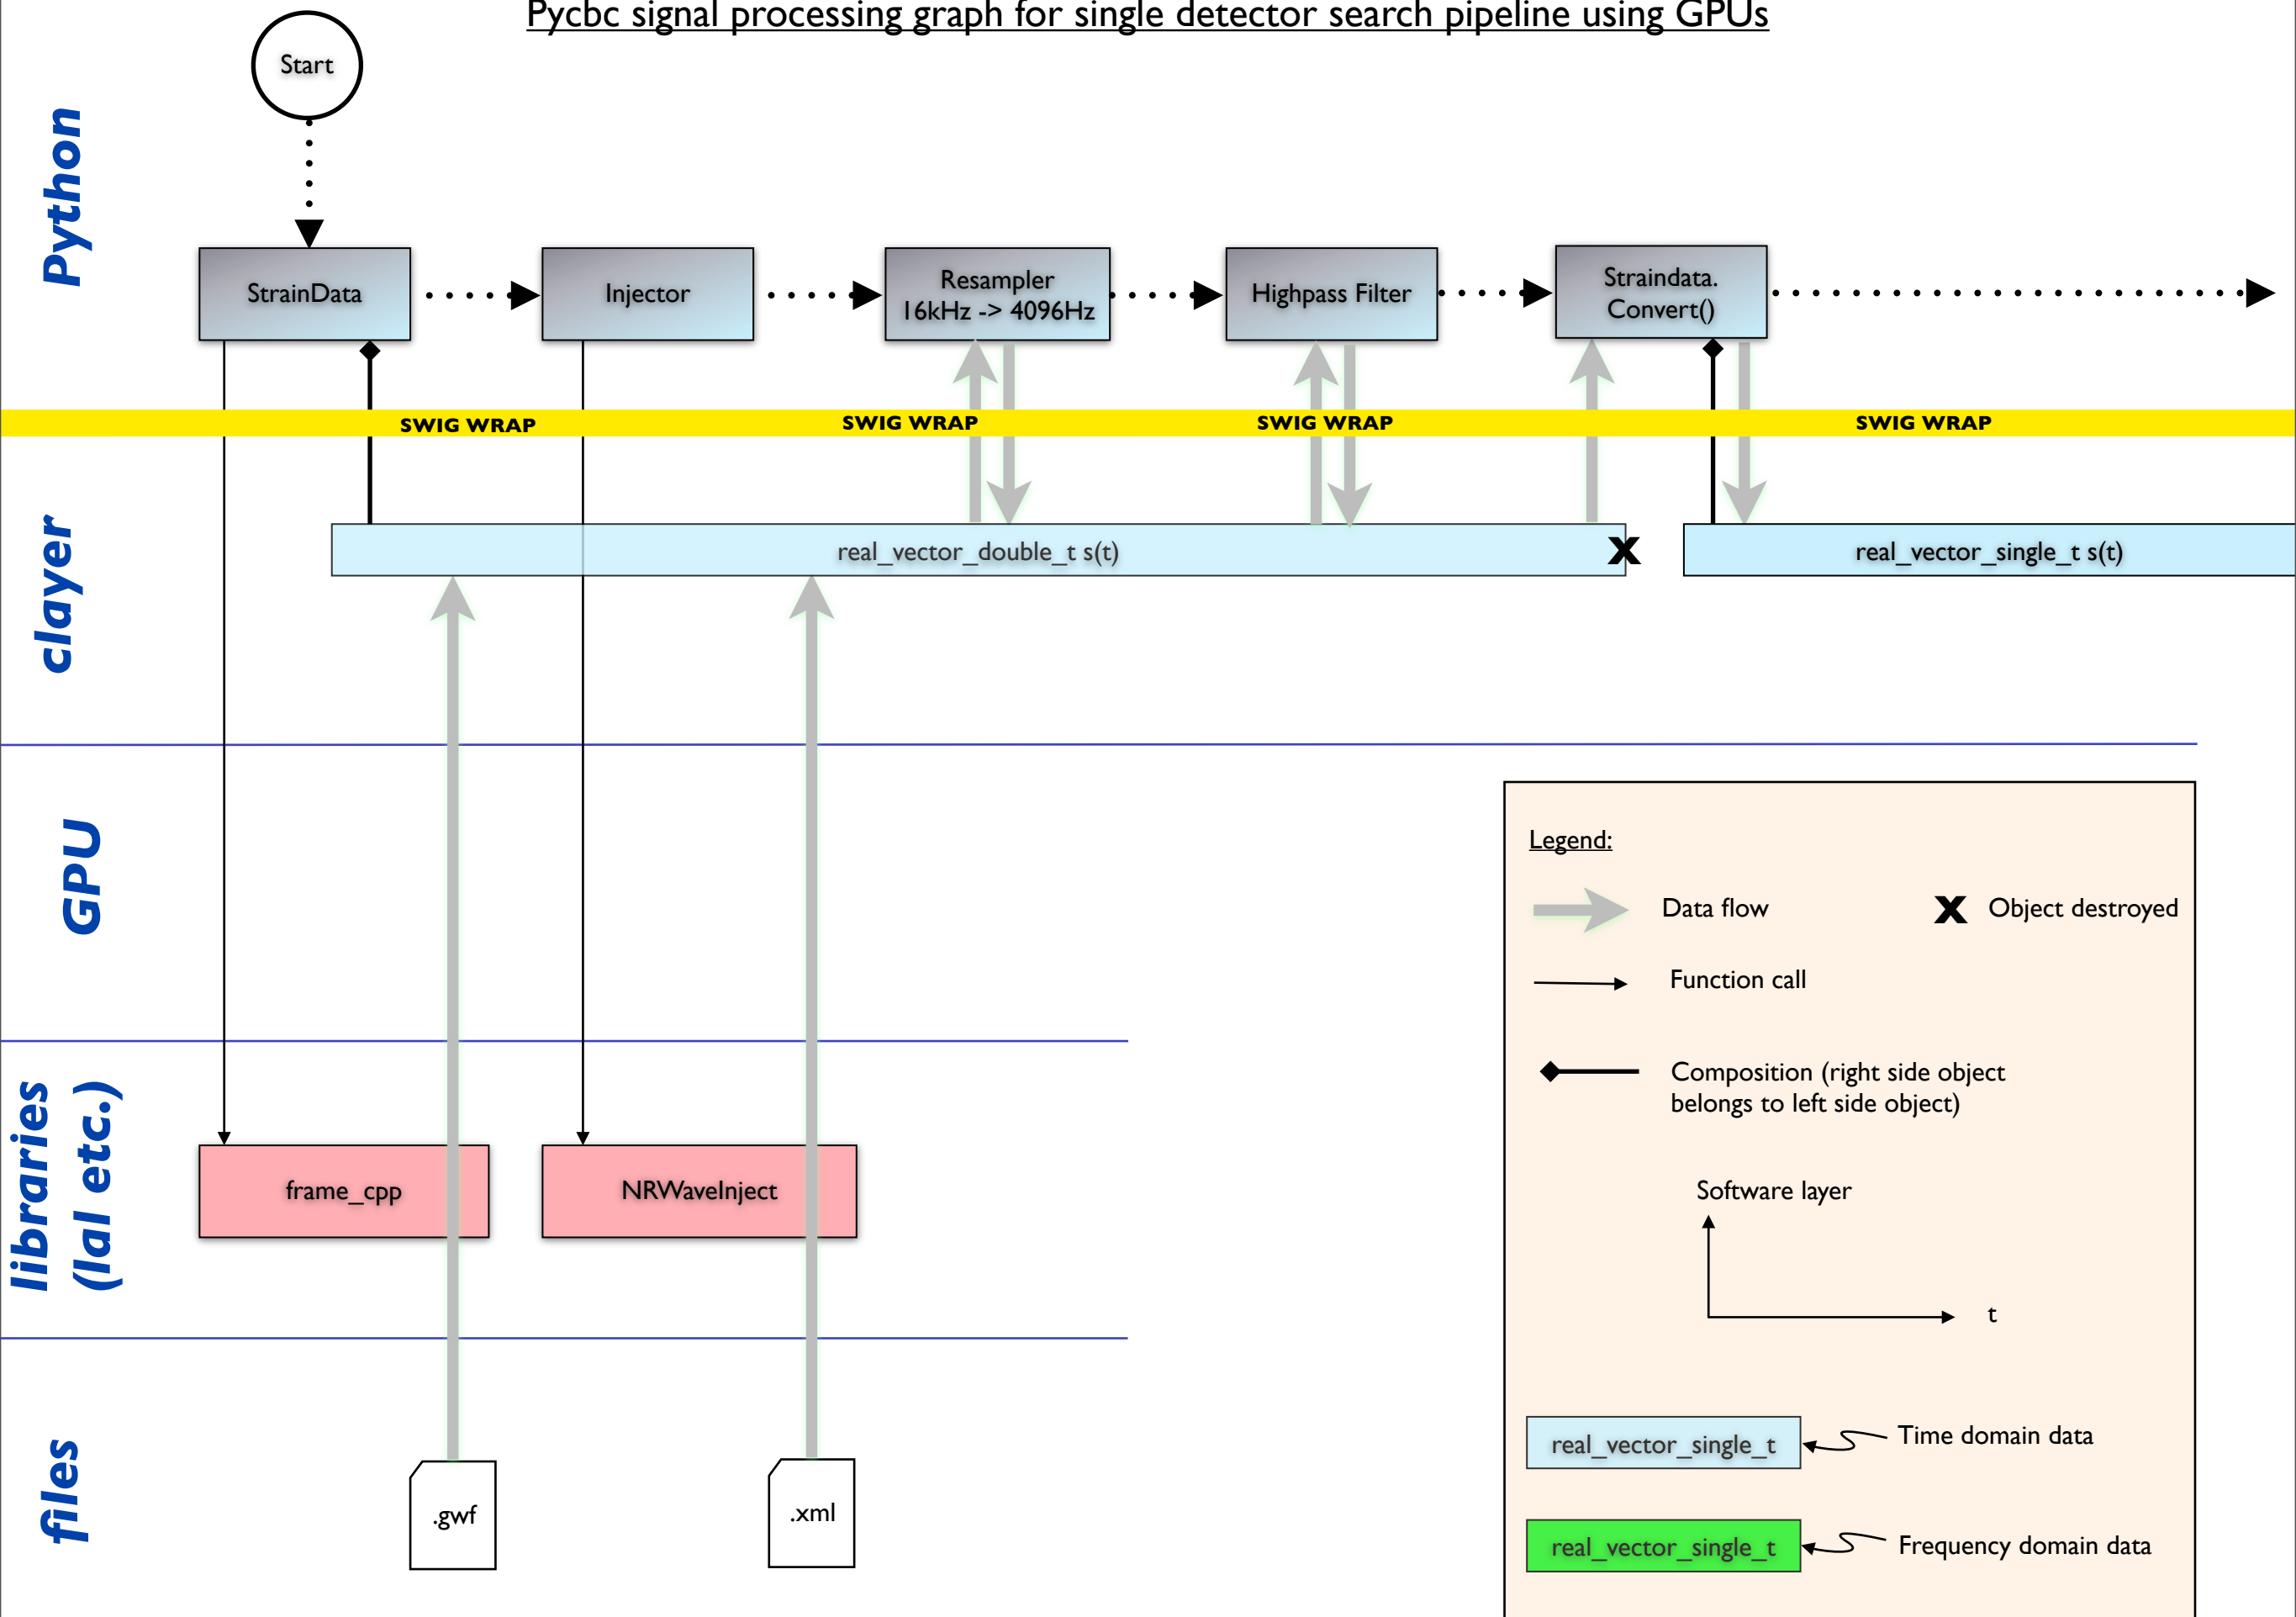 Pycbc signal processing graph for single detector search pipeline using GPUs
Start
Python
StrainData
Injector
Resampler
16kHz -> 4096Hz
Highpass Filter
Straindata.
Convert()
SWIG WRAP
SWIG WRAP
SWIG WRAP
SWIG WRAP
clayer
real_vector_double_t s(t)
X
real_vector_single_t s(t)
GPU
Legend:
Data flow
X
Object destroyed
Function call
Composition (right side object
belongs to left side object)
libraries
(lal etc.)
frame_cpp
NRWaveInject
Software layer
t
files
.gwf
.xml
real_vector_single_t
Time domain data
real_vector_single_t
Frequency domain data